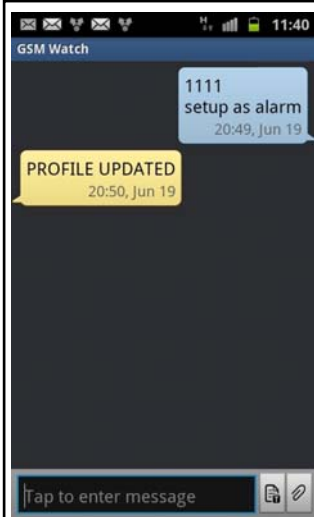 H 11:40
GSM Watch
1111
setup as alarm
20:49, Jun 19
PROFILE UPDATED
20:50, Jun 19
Tap to enter message